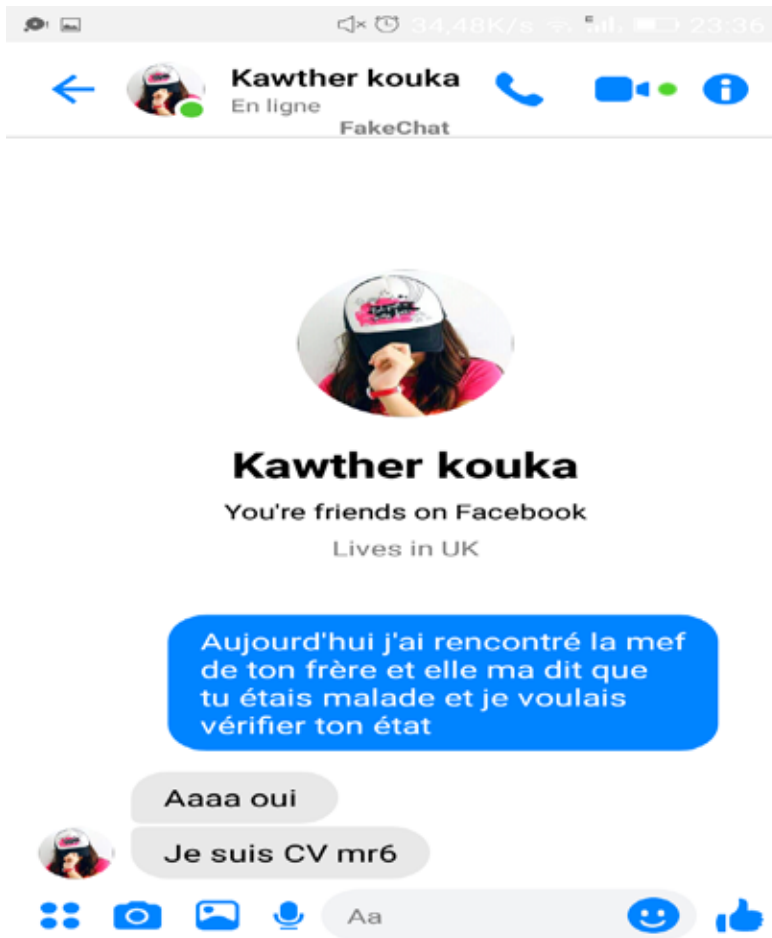 34,48K/s 23:36
Kawther kouka
En ligne
FakeChat
Kawther kouka
You're friends on Facebook
Lives in UK
Aujourd'hui j'ai rencontré la mef
de ton frère et elle ma dit que
tu étais malade et je voulais
vérifier ton état
Aaaa oui
Je suis CV mr6
Aa